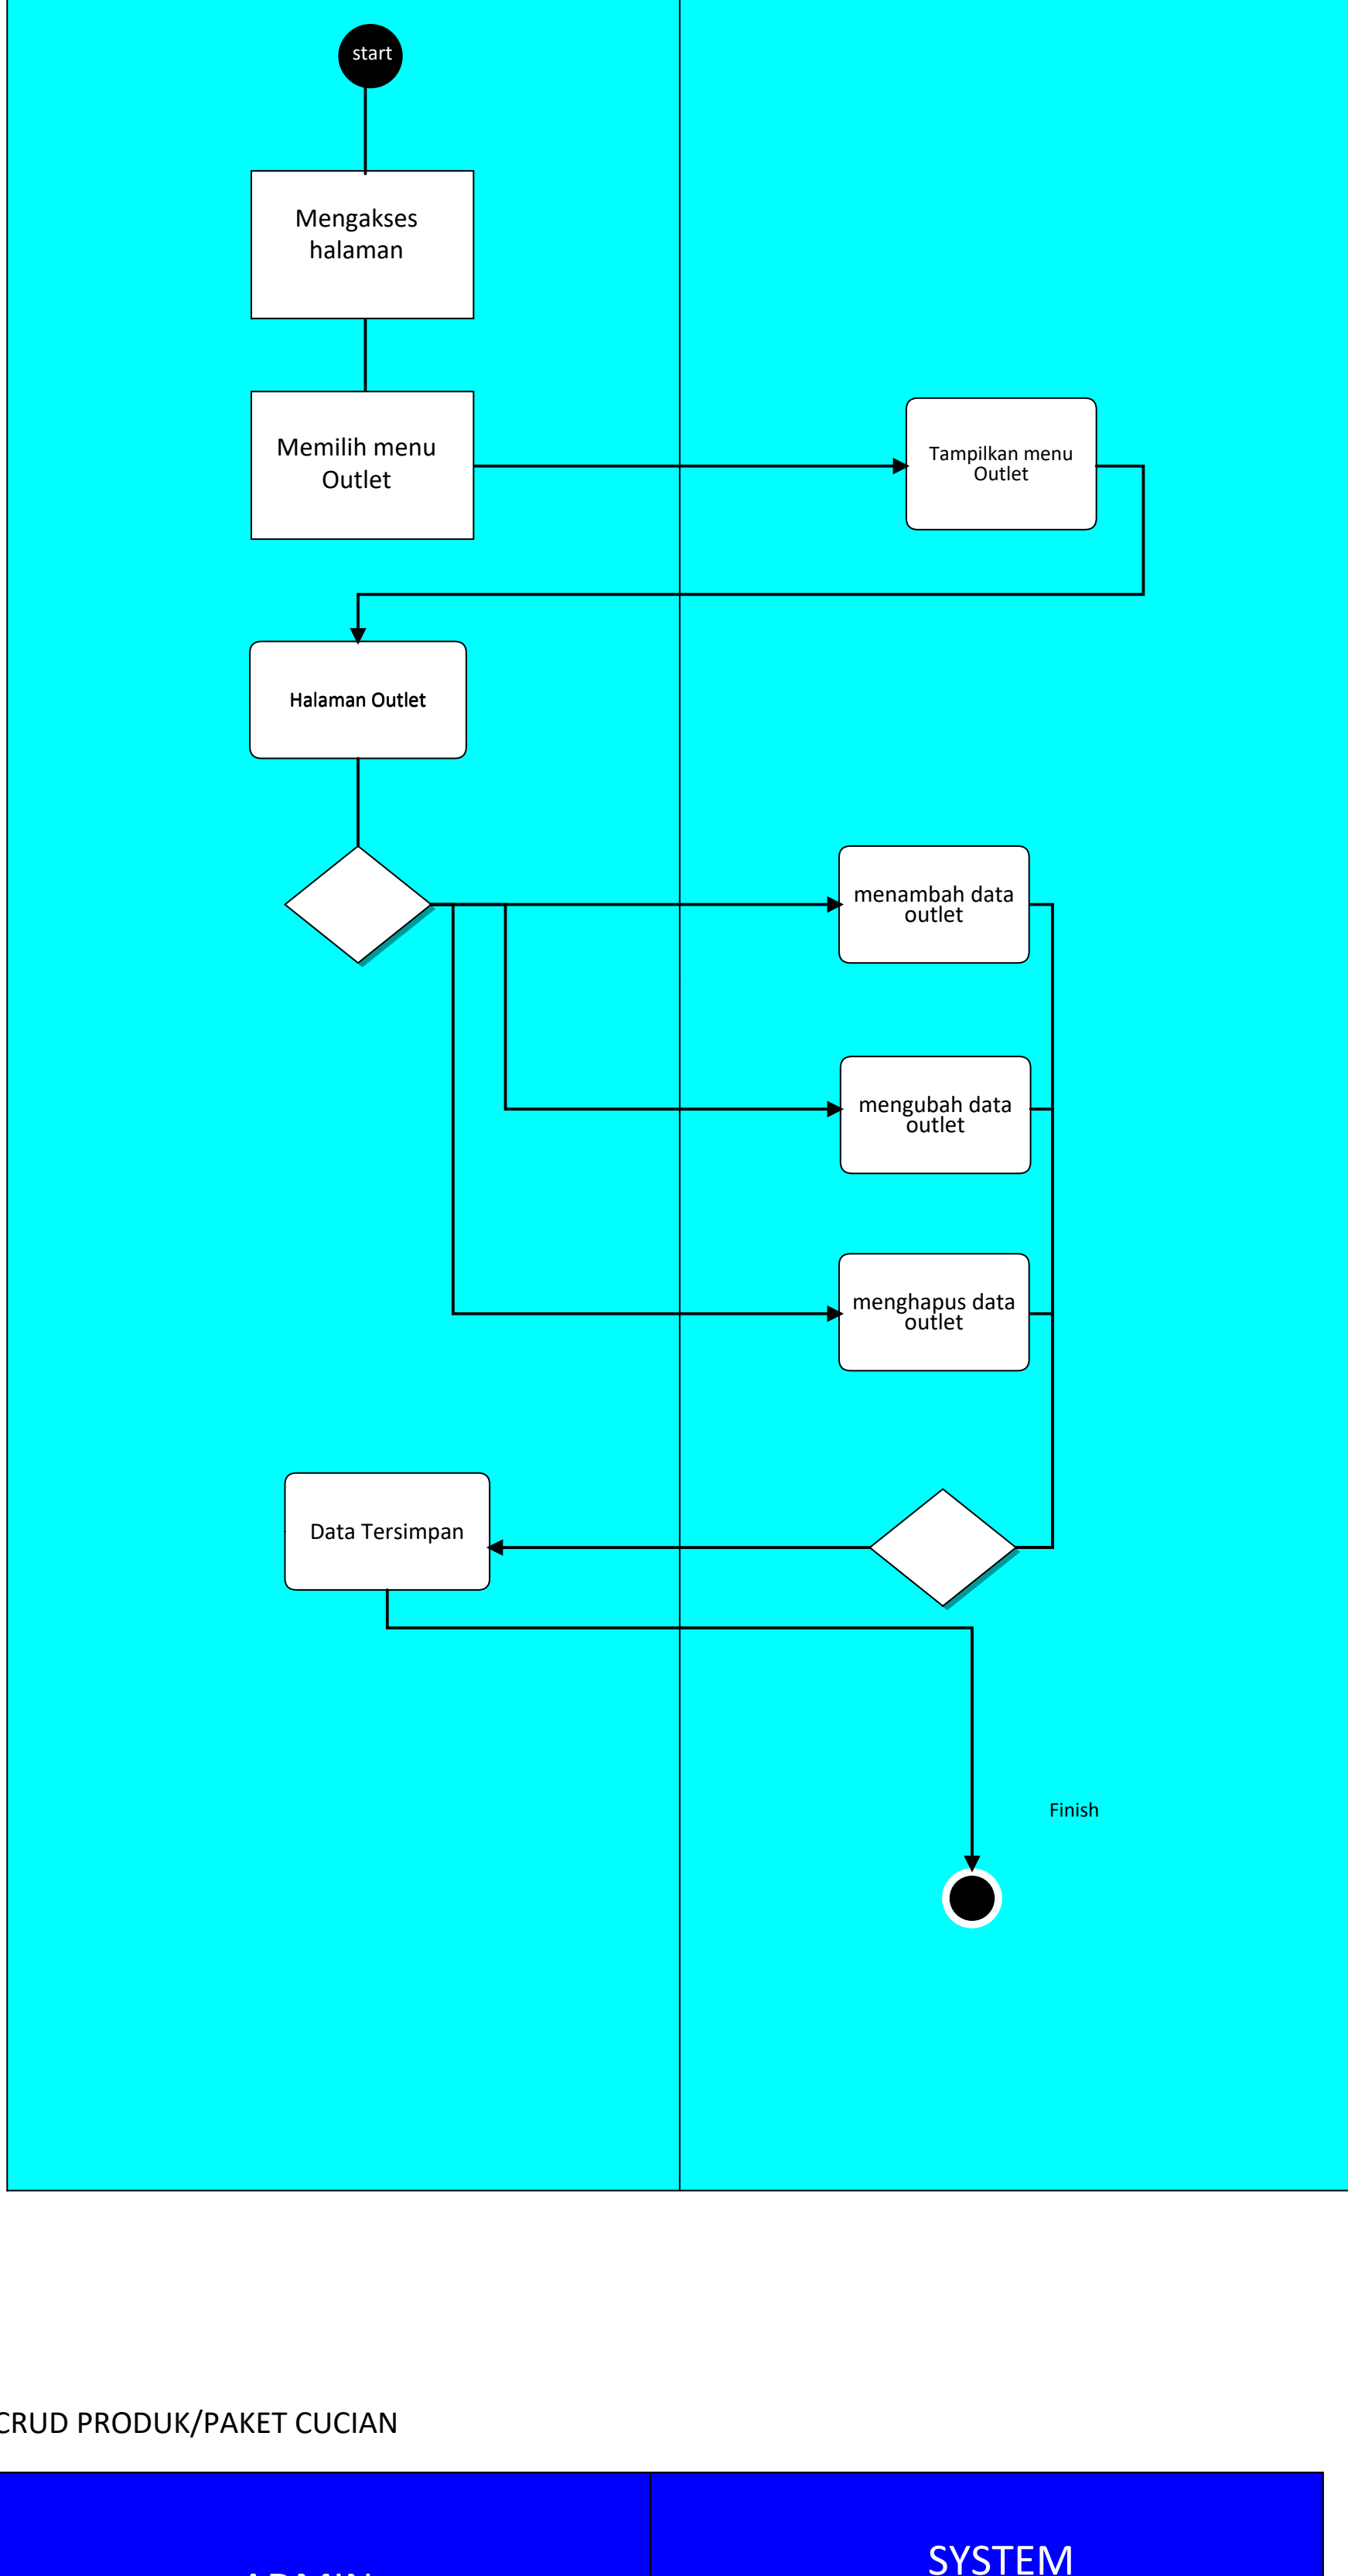 start
Mengakses
halaman
Memilih menu
Outlet
Tampilkan menu
Outlet
Halaman Outlet
menambah data
outlet
mengubah data
outlet
menghapus data
outlet
Data Tersimpan
Finish
CRUD PRODUK/PAKET CUCIAN
ADMIN
SYSTEM